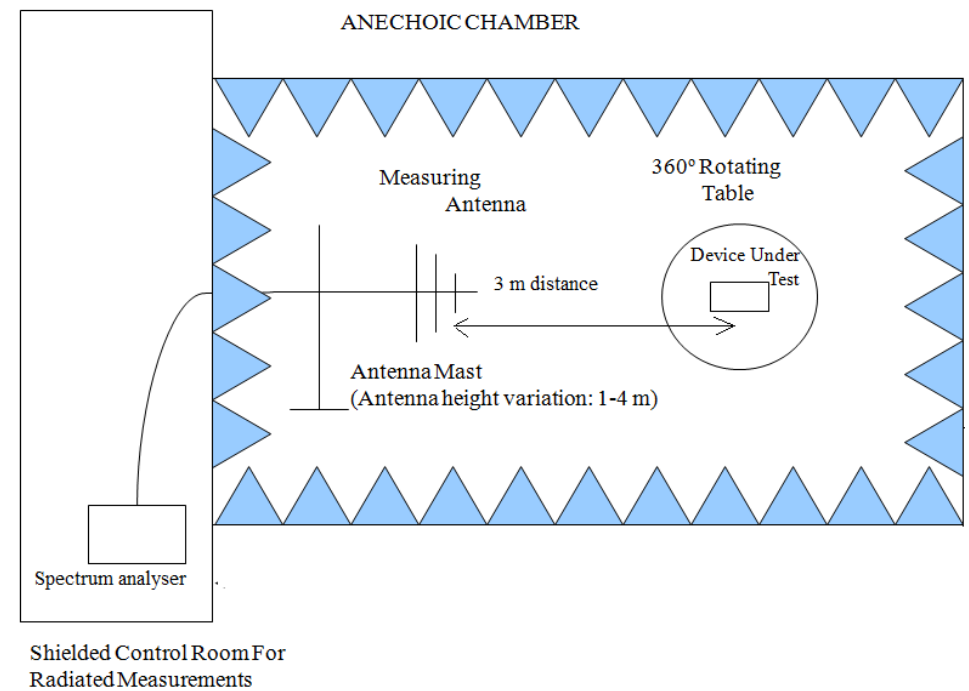 ANECHOIC CHAMBER
Measuring
Antenna
360º Rotating
Table
Device Under
Test
3 m distance
Antenna Mast
(Antenna height variation: 1-4 m)
Spectrum analyser
Shielded Control Room For
Radiated Measurements